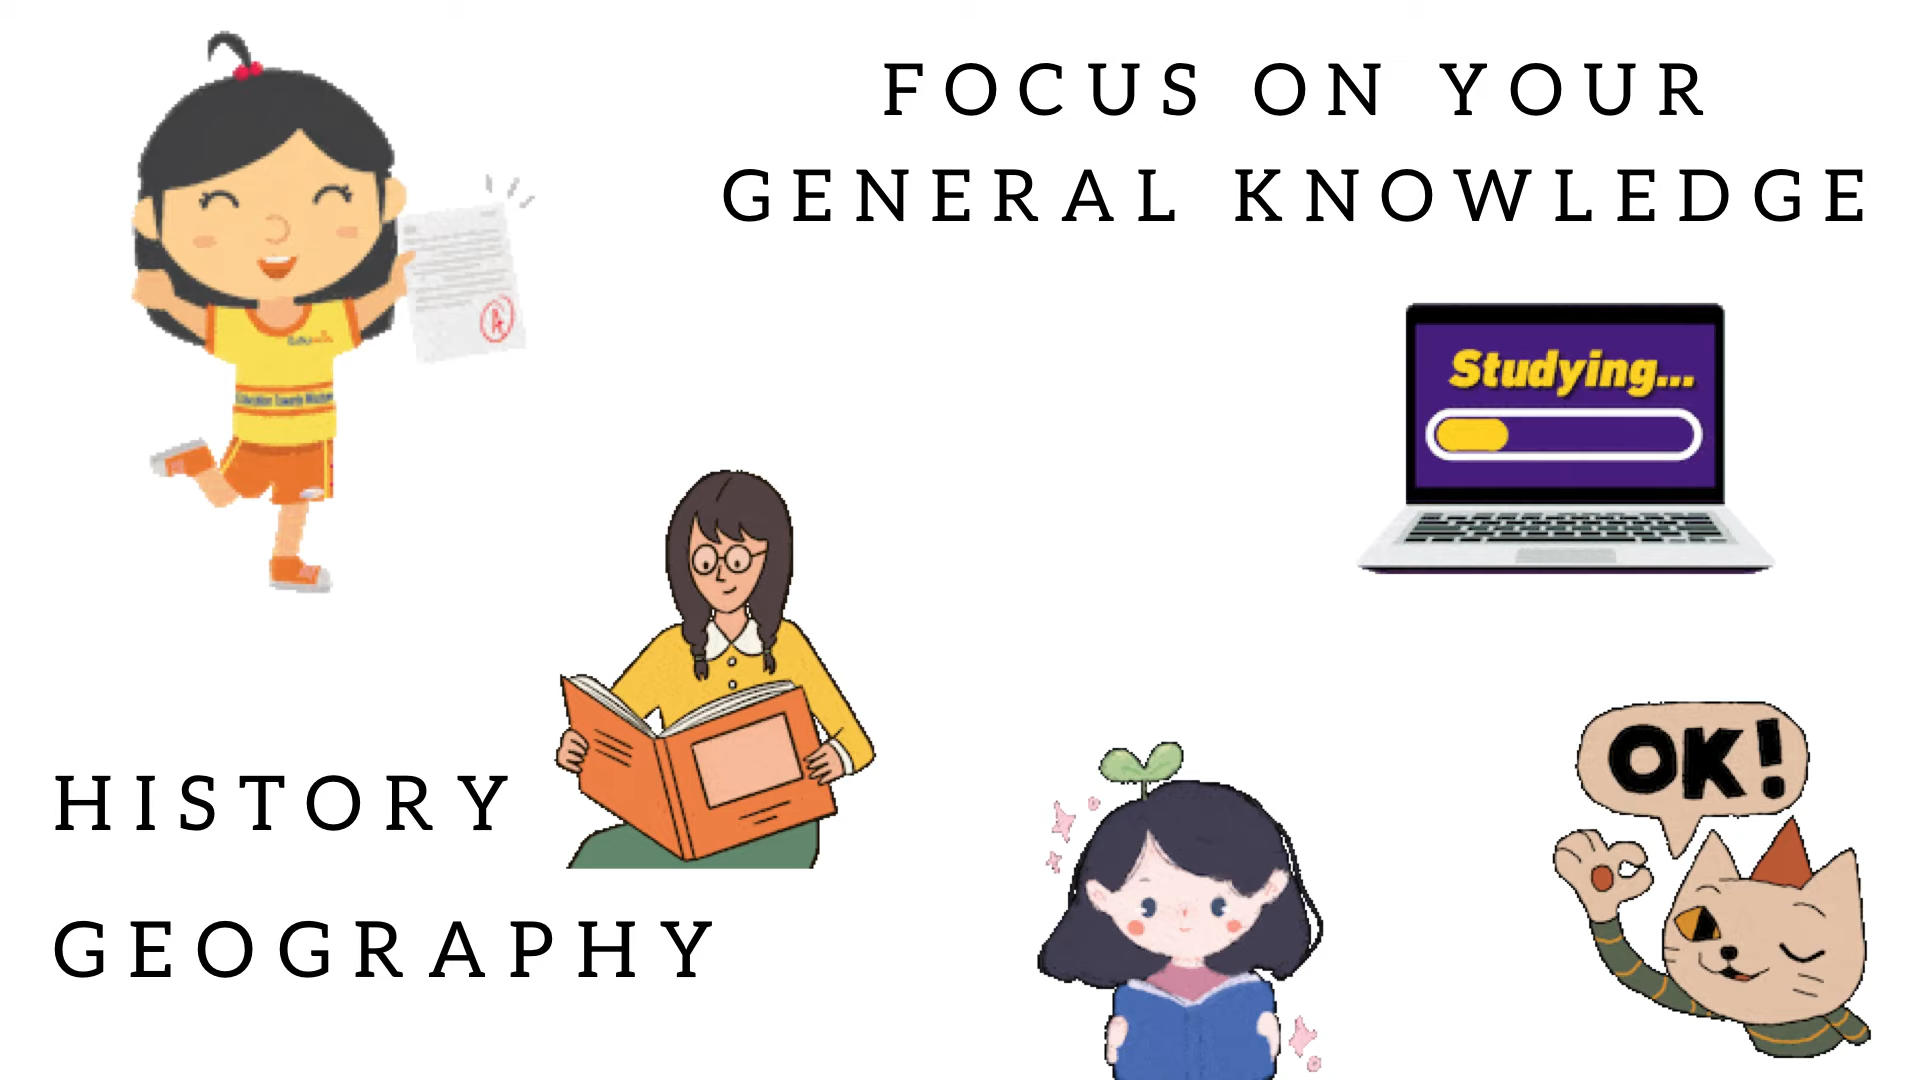 FOCUS ON YOUR
GENERAL KNOWLEDGE
A
Studying...
OK!
HISTORY
GEOGRAPHY